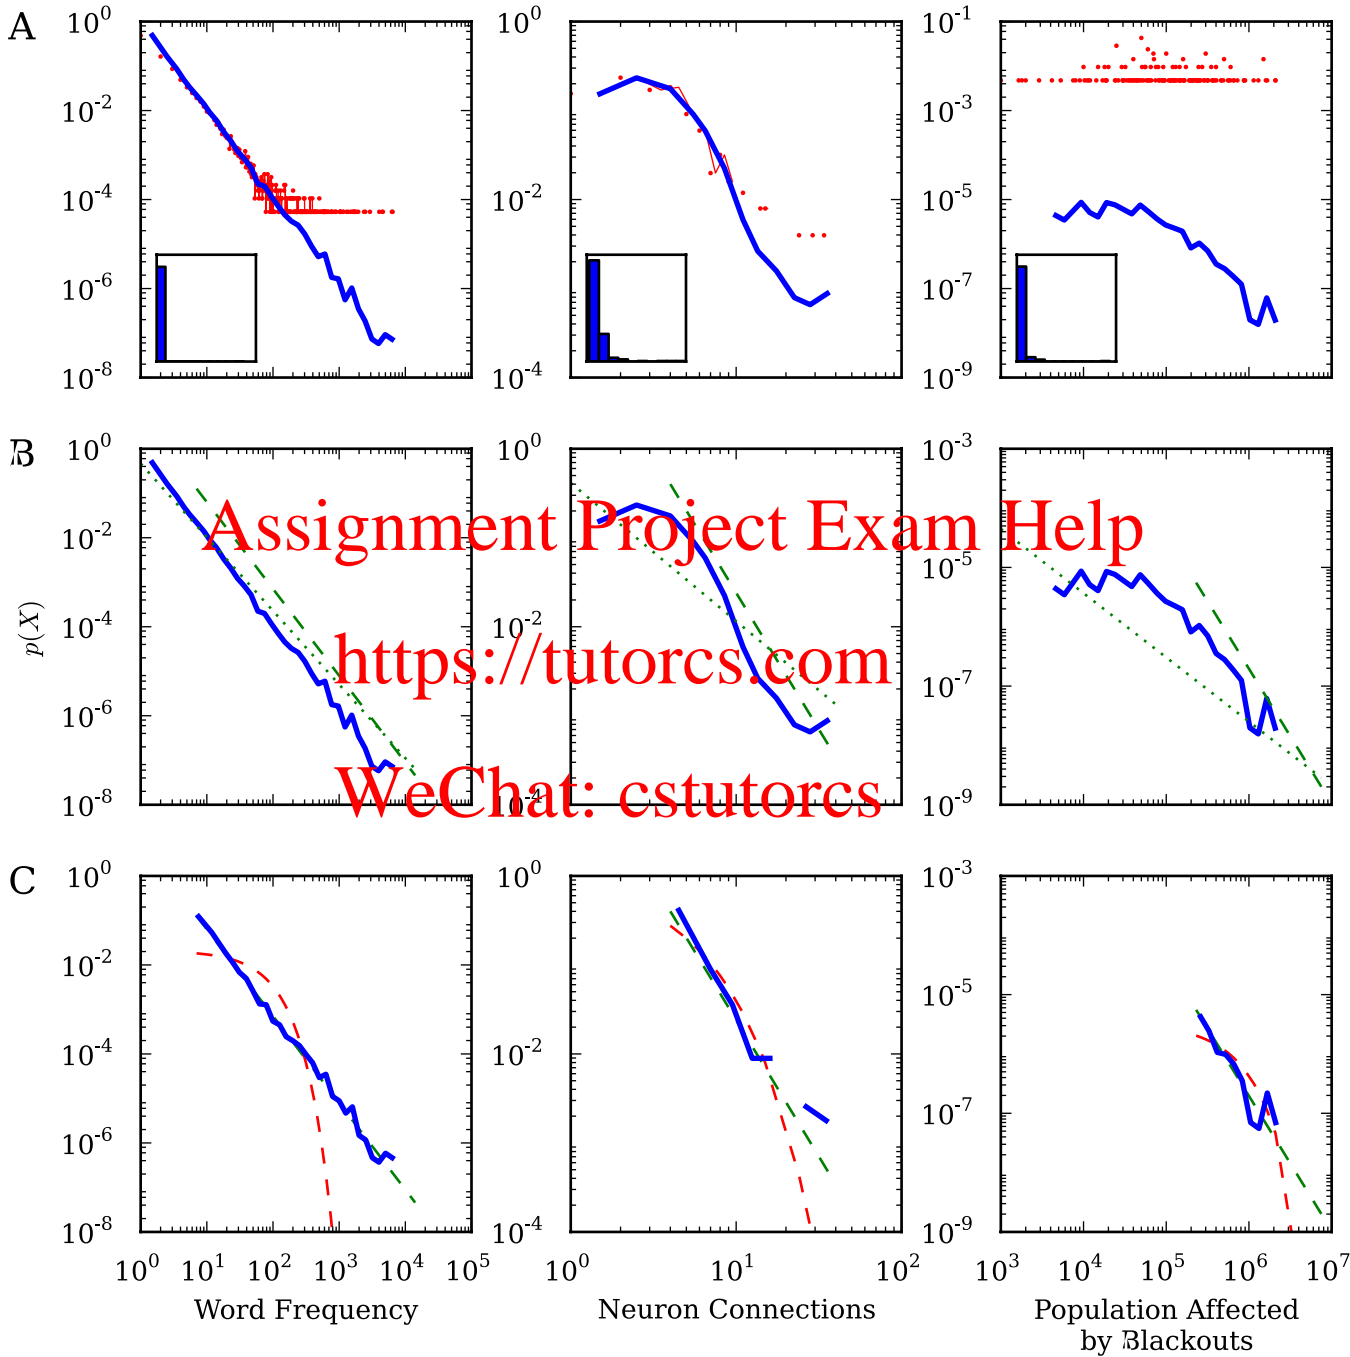 A
10^0
10^-2
10^-4
10^-6
10^-8
10^0
10^-2
10^-4
10^-1
10^-3
10^-5
10^-7
10^-9
B
p(X)
10^0
10^-2
10^-4
10^-6
10^-8
10^0
10^-2
10^-4
10^-3
10^-5
10^-7
10^-9
Assignment Project Exam Help
https://tutorcs.com
WeChat: cstutorcs
C
10^0
10^-2
10^-4
10^-6
10^-8
10^0
10^-2
10^-4
10^-3
10^-5
10^-7
10^-9
10^0 10^1 10^2 10^3 10^4 10^5
Word Frequency
10^0 10^1 10^2
Neuron Connections
10^3 10^4 10^5 10^6 10^7
Population Affected
by Blackouts